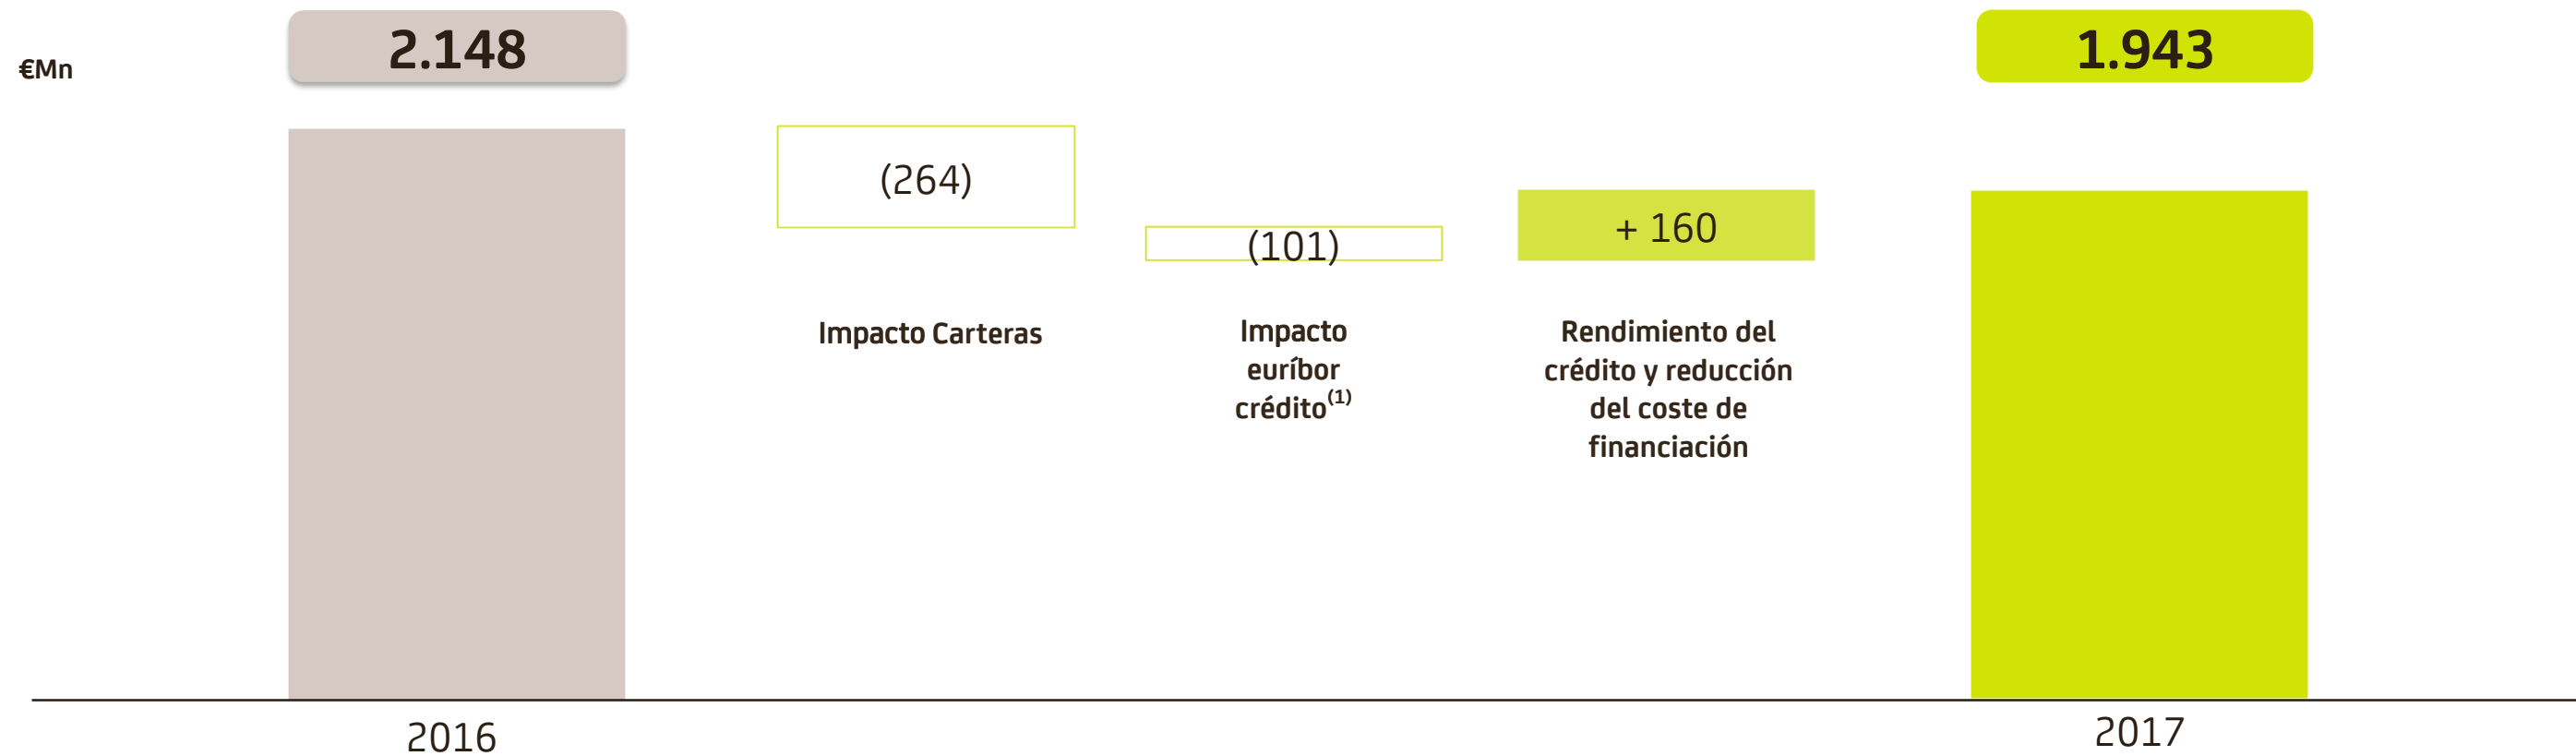 €Mn
2.148
1.943
(264)
(101)
+ 160
Impacto Carteras
Impacto
euríbor
crédito(1)
Rendimiento del
crédito y reducción
del coste de
financiación
2016
2017